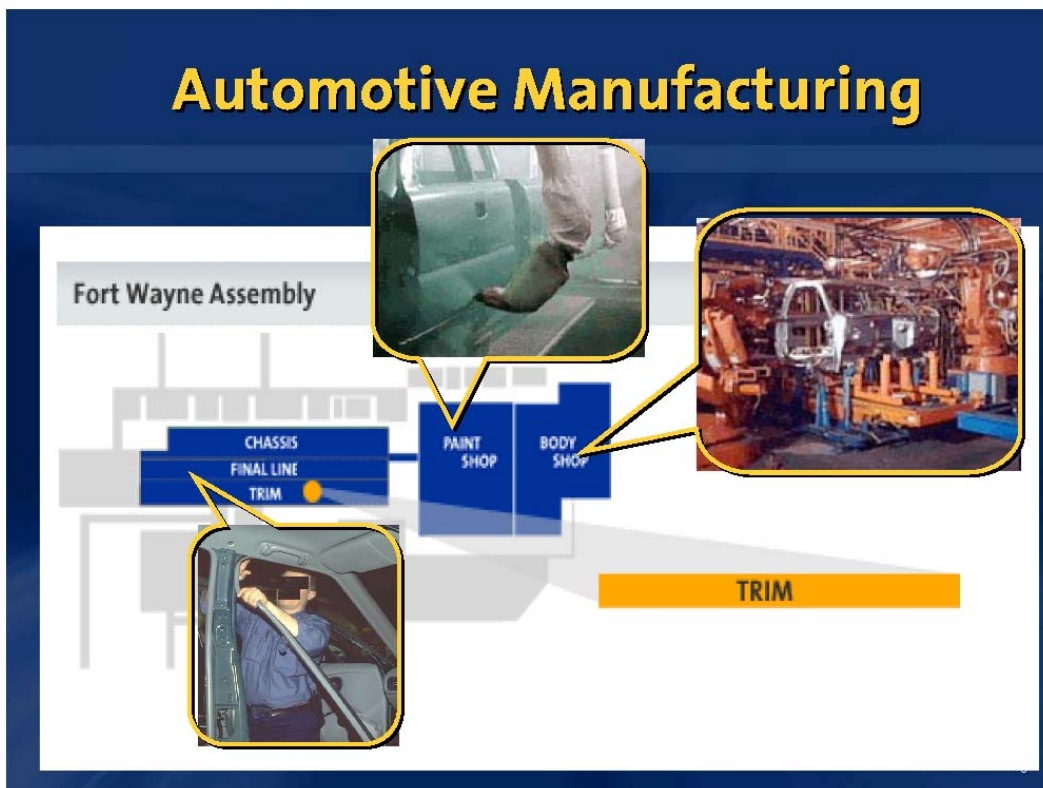 Automotive Manufacturing
Fort Wayne Assembly
CHASSIS
FINAL LINE
TRIM
PAINT
SHOP
BODY
SHOP
TRIM